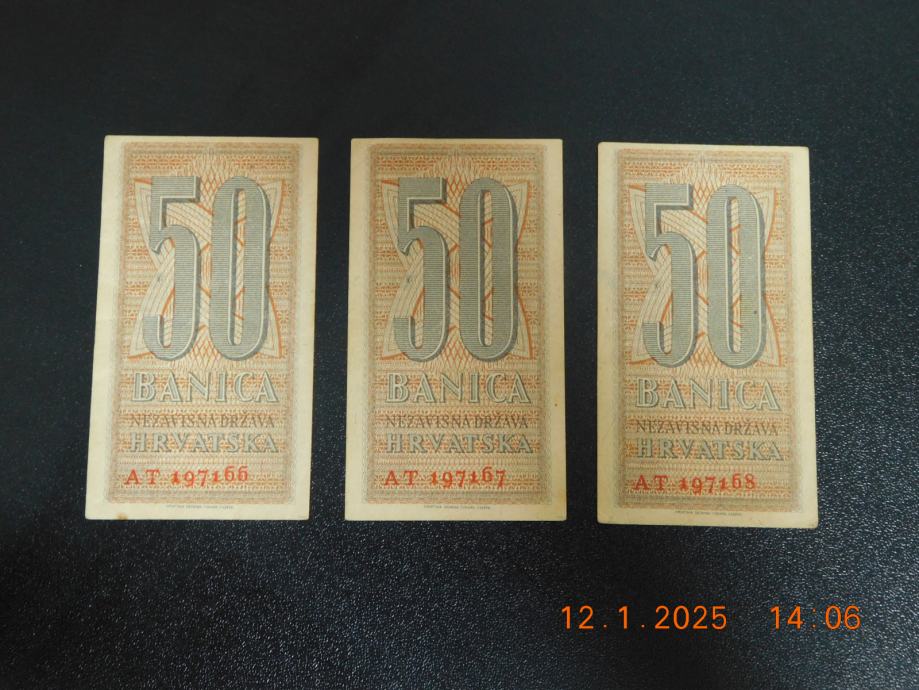 50
BANICA
NEZAVISNA DRŽAVA
HRVATSKA
AT 197166
50
BANICA
NEZAVISNA DRŽAVA
HRVATSKA
AT 197167
50
BANICA
NEZAVISNA DRŽAVA
HRVATSKA
AT 197168
12.1.2025 14:06